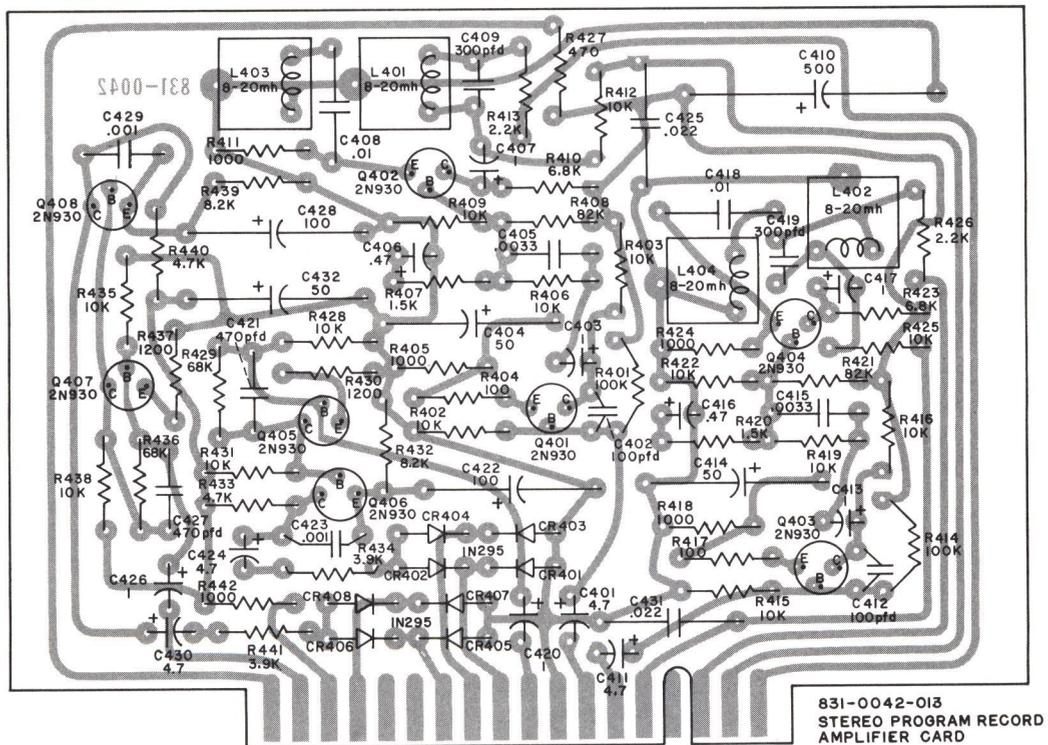 C409
300pfd
R427
470
C410
500
L403
8-20mh
L401
8-20mh
831-0042
R412
10K
R413
2.2K
C425
.022
C429
.001
R411
1000
C408
.01
C407
1
R410
6.8K
C418
.01
L402
8-20mh
Q402
2N930
E
B
C
Q408
2N930
C
B
E
R439
8.2K
R409
10K
R408
82K
C419
300pfd
R426
2.2K
C428
100
C406
.47
C405
.0033
R403
10K
R440
4.7K
L404
8-20mh
C417
1
R435
10K
C432
50
R407
1.5K
R406
10K
R423
6.8K
R437
1200
C421
470pfd
R428
10K
C404
50
C403
1
R424
1000
E
C
B
Q404
2N930
R425
10K
R429
68K
R405
1000
R401
100K
R422
10K
R421
82K
Q407
2N930
C
B
E
R430
1200
R404
100
C416
.47
R420
1.5K
C415
.0033
R416
10K
R402
10K
E
C
B
Q401
2N930
C402
100pfd
Q405
2N930
C
B
E
R436
68K
R431
10K
R432
8.2K
R419
10K
R438
10K
R433
4.7K
C422
100
C414
50
C413
1
Q406
2N930
C
B
E
C427
470pfd
C423
.001
CR404
CR403
R418
1000
Q403
2N930
E
C
B
R414
100K
C424
4.7
R434
3.9K
1N295
R417
100
CR402
CR401
C426
1
R442
1000
CR408
CR407
C401
4.7
C431
.022
R415
10K
C412
100pfd
1N295
C430
4.7
R441
3.9K
CR406
CR405
C420
1
C411
4.7
831-0042-013
STEREO PROGRAM RECORD
AMPLIFIER CARD